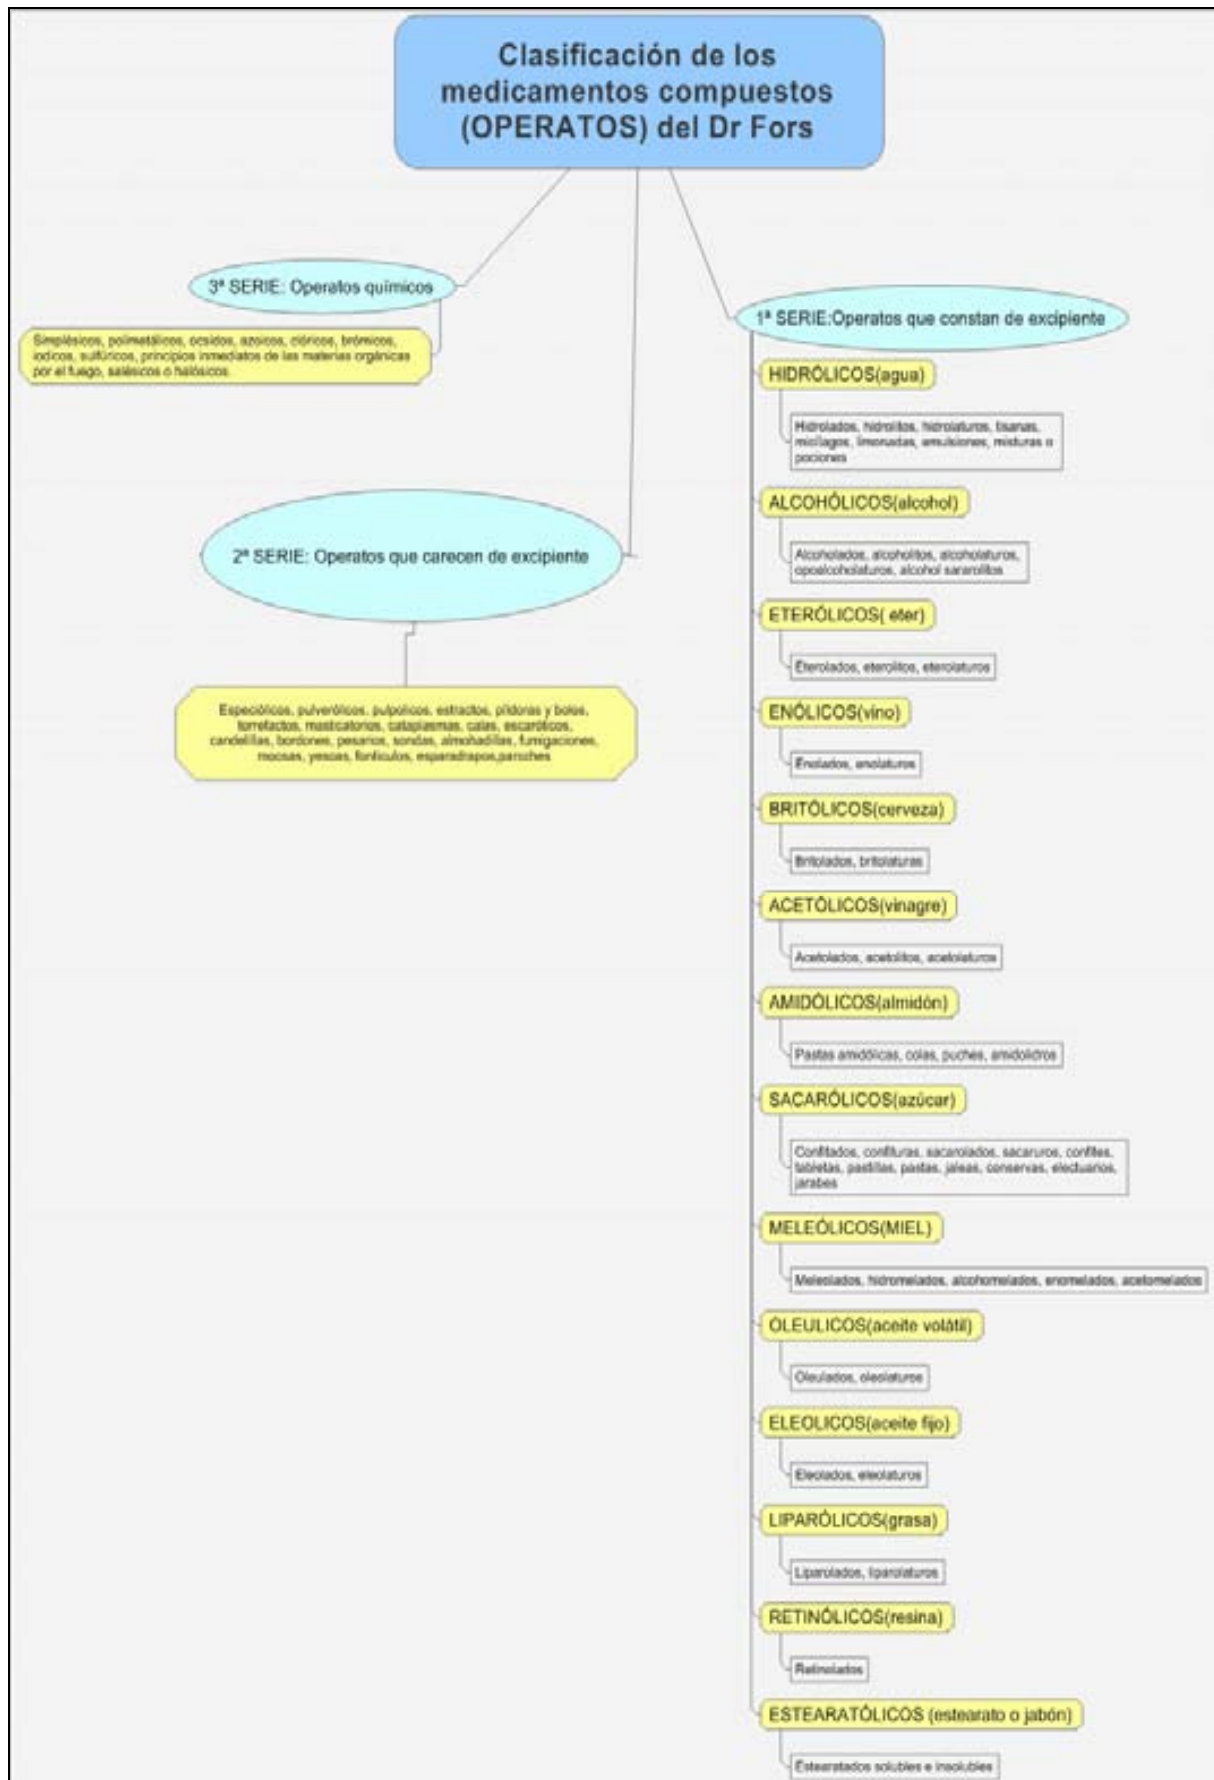 Clasificación de los
medicamentos compuestos
(OPERATOS) del Dr Fors
3ª SERIE: Operatos químicos
Simplésicos, polimetálicos, ocsidos, azoicos, clóricos, brómicos,
iodicos, sulfúricos, principios inmediatos de las materias orgánicas
por el fuego, salésicos o halósicos
2ª SERIE: Operatos que carecen de excipiente
Especiólicos, pulverólicos, pulpolicos, estractos, píldoras y bolos,
torrefactos, masticatorios, cataplasmas, calas, escaróticos,
candelillas, bordones, pesarios, sondas, almohadillas, fumigaciones,
mocsas, yescas, fontículos, esparadrapos,parches
1ª SERIE:Operatos que constan de excipiente
HIDRÓLICOS(agua)
Hidrolados, hidrolitos, hidrolaturos, tisanas,
micílagos, limonadas, emulsiones, misturas o
pociones
ALCOHÓLICOS(alcohol)
Alcoholados, alcoholitos, alcoholaturos,
opoalcoholaturos, alcohol sararolitos
ETERÓLICOS( eter)
Eterolados, eterolitos, eterolaturos
ENÓLICOS(vino)
Enolados, enolaturos
BRITÓLICOS(cerveza)
Britolados, britolaturas
ACETÓLICOS(vinagre)
Acetolados, acetolitos, acetolaturos
AMIDÓLICOS(almidón)
Pastas amidólicas, colas, puches, amidolidros
SACARÓLICOS(azúcar)
Confitados, confituras, sacarolados, sacaruros, confites,
tabletas, pastillas, pastas, jaleas, conservas, electuarios,
jarabes
MELEÓLICOS(MIEL)
Meleolados, hidromelados, alcohomelados, enomelados, acetomelados
OLEULICOS(aceite volátil)
Oleulados, oleolaturos
ELEOLICOS(aceite fijo)
Eleolados, eleolaturos
LIPARÓLICOS(grasa)
Liparolados, liparolaturos
RETINÓLICOS(resina)
Retinolados
ESTEARATÓLICOS (estearato o jabón)
Estearatados solubles e insolubles